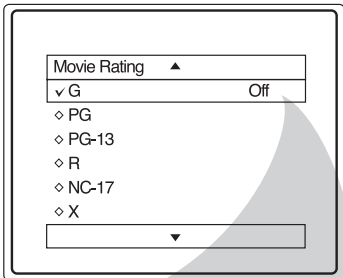 Movie Rating ▲
✓ G Off
◇ PG
◇ PG-13
◇ R
◇ NC-17
◇ X
▼